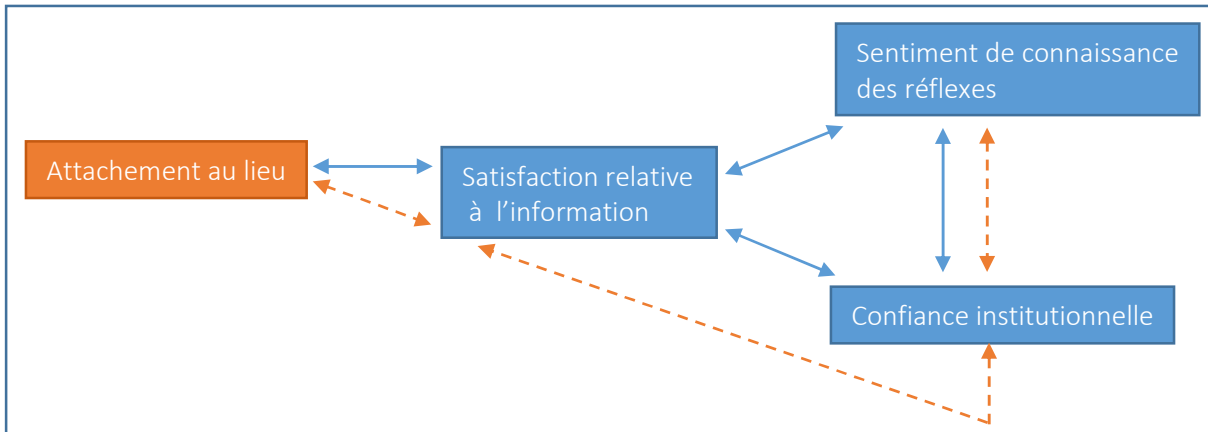 Sentiment de connaissance
des réflexes
Attachement au lieu
Satisfaction relative
à l’information
Confiance institutionnelle